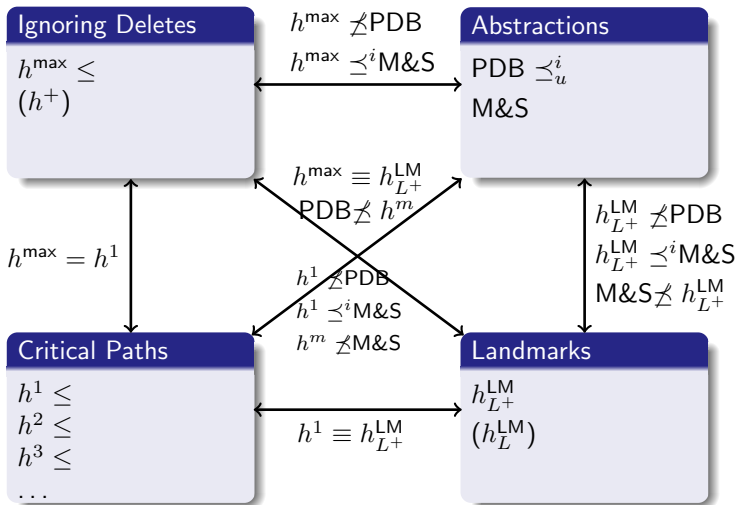 Ignoring Deletes
h^max ≤
(h^+)
h^max ⪯̸ PDB
h^max ⪯^i M&S
Abstractions
PDB ⪯^i_u
M&S
h^max ≡ h^LM_{L^+}
PDB ⪯̸ h^m
h^max = h^1
h^1 ⪯̸ PDB
h^1 ⪯^i M&S
h^m ⪯̸ M&S
h^LM_{L^+} ⪯̸ PDB
h^LM_{L^+} ⪯^i M&S
M&S ⪯̸ h^LM_{L^+}
Critical Paths
h^1 ≤
h^2 ≤
h^3 ≤
...
h^1 ≡ h^LM_{L^+}
Landmarks
h^LM_{L^+}
(h^LM_L)